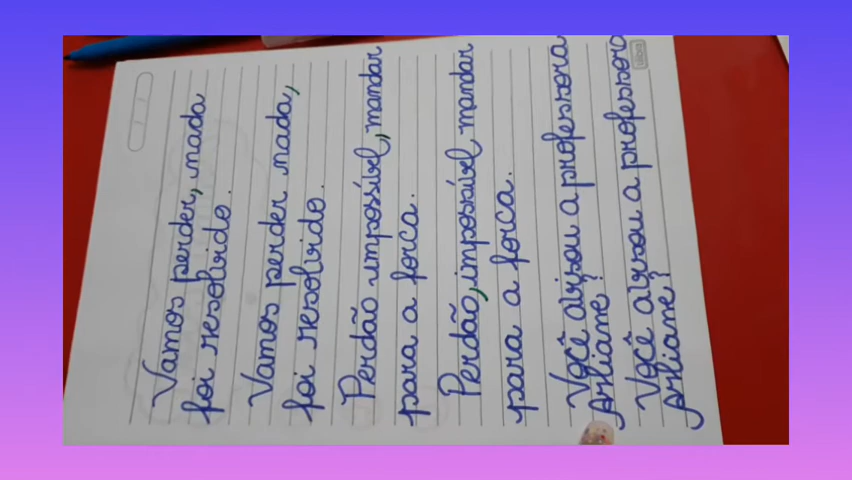 Vamos perder, nada
foi resolvido.
Vamos perder nada,
foi resolvido.
Perdão impossível, mandar
para a forca.
Perdão, impossível mandar
para a forca.
Você avisou a professora
Arliane?
Você avisou a professora
Arliane?